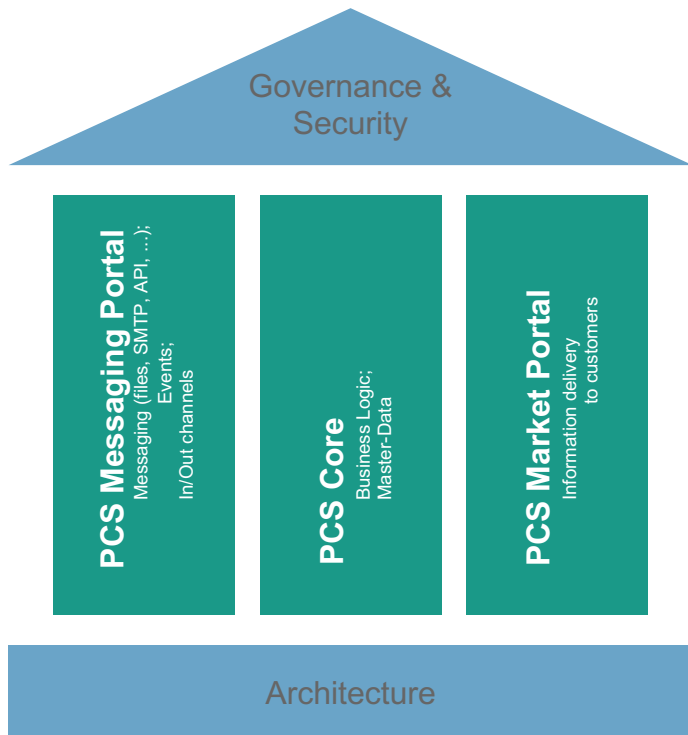 Governance &
Security
PCS Messaging Portal
Messaging (files, SMTP, API, ...);
Events;
In/Out channels
PCS Core
Business Logic;
Master-Data
PCS Market Portal
Information delivery
to customers
Architecture